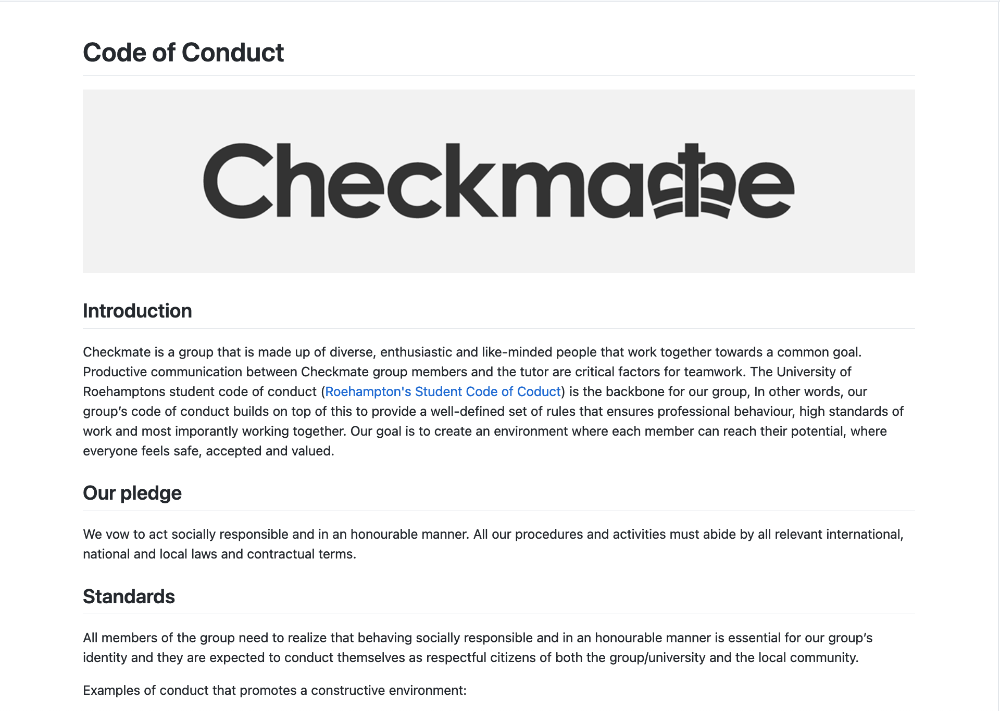 Code of Conduct
Checkmate
Introduction
Checkmate is a group that is made up of diverse, enthusiastic and like-minded people that work together towards a common goal.
Productive communication between Checkmate group members and the tutor are critical factors for teamwork. The University of
Roehamptons student code of conduct (Roehampton's Student Code of Coduct) is the backbone for our group, In other words, our
group’s code of conduct builds on top of this to provide a well-defined set of rules that ensures professional behaviour, high standards of
work and most imporantly working together. Our goal is to create an environment where each member can reach their potential, where
everyone feels safe, accepted and valued.
Our pledge
We vow to act socially responsible and in an honourable manner. All our procedures and activities must abide by all relevant international,
national and local laws and contractual terms.
Standards
All members of the group need to realize that behaving socially responsible and in an honourable manner is essential for our group’s
identity and they are expected to conduct themselves as respectful citizens of both the group/university and the local community.
Examples of conduct that promotes a constructive environment: